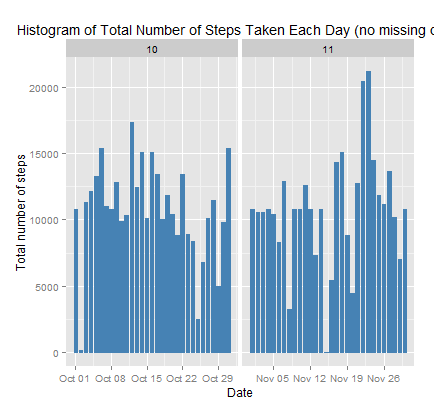 Histogram of Total Number of Steps Taken Each Day (no missing
10
11
Total number of steps
20000
15000
10000
5000
0
Oct 01 Oct 08 Oct 15 Oct 22 Oct 29 Nov 05 Nov 12 Nov 19 Nov 26
Date